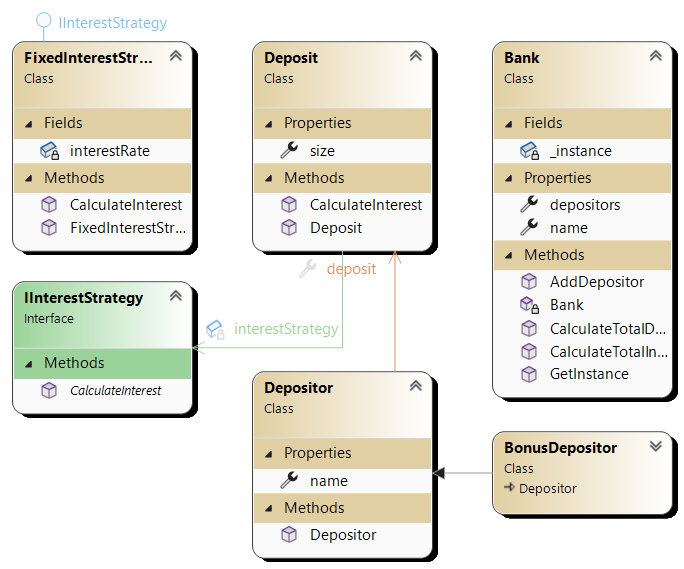 IInterestStrategy
FixedInterestStr...
Class
Fields
interestRate
Methods
CalculateInterest
FixedInterestStr...
Deposit
Class
Properties
size
Methods
CalculateInterest
Deposit
Bank
Class
Fields
_instance
Properties
depositors
name
Methods
AddDepositor
Bank
CalculateTotalD...
CalculateTotalIn...
GetInstance
deposit
IInterestStrategy
Interface
Methods
CalculateInterest
interestStrategy
Depositor
Class
Properties
name
Methods
Depositor
BonusDepositor
Class
Depositor